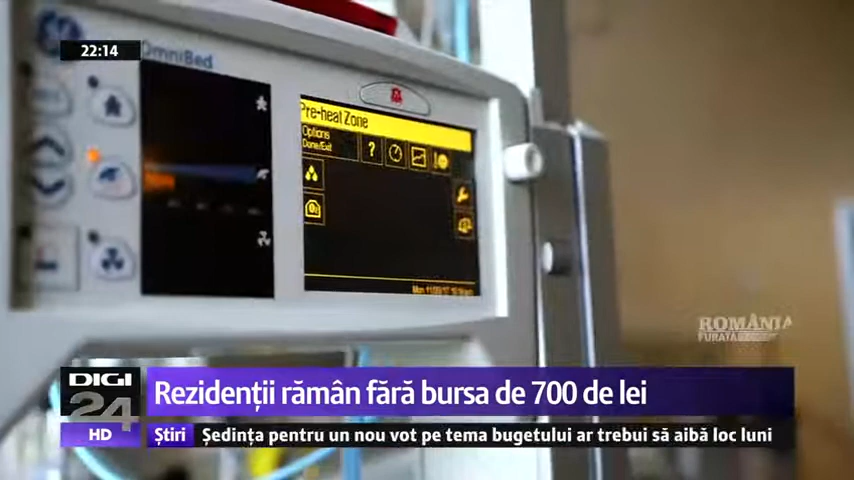 22:14
OmniBed
Pre-heat Zone
Options
Done/Exit
?
ROMÂNIA
FURATĂ
DIGI
24
HD
Rezidenții rămân fără bursa de 700 de lei
Știri
Ședința pentru un nou vot pe tema bugetului ar trebui să aibă loc luni